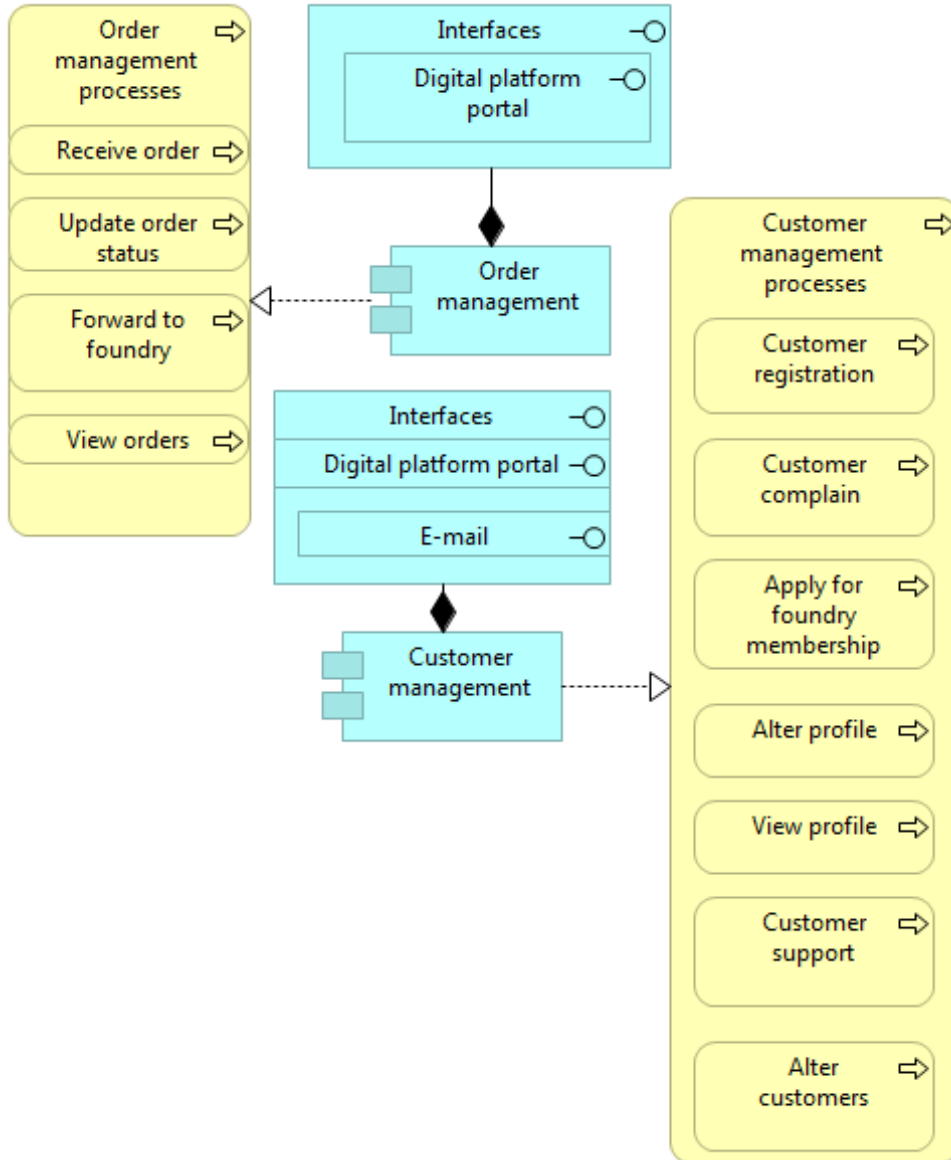 Order
management
processes
Receive order
Update order
status
Forward to
foundry
View orders
Interfaces
Digital platform
portal
Order
management
Interfaces
Digital platform portal
E-mail
Customer
management
Customer
management
processes
Customer
registration
Customer
complain
Apply for
foundry
membership
Alter profile
View profile
Customer
support
Alter
customers